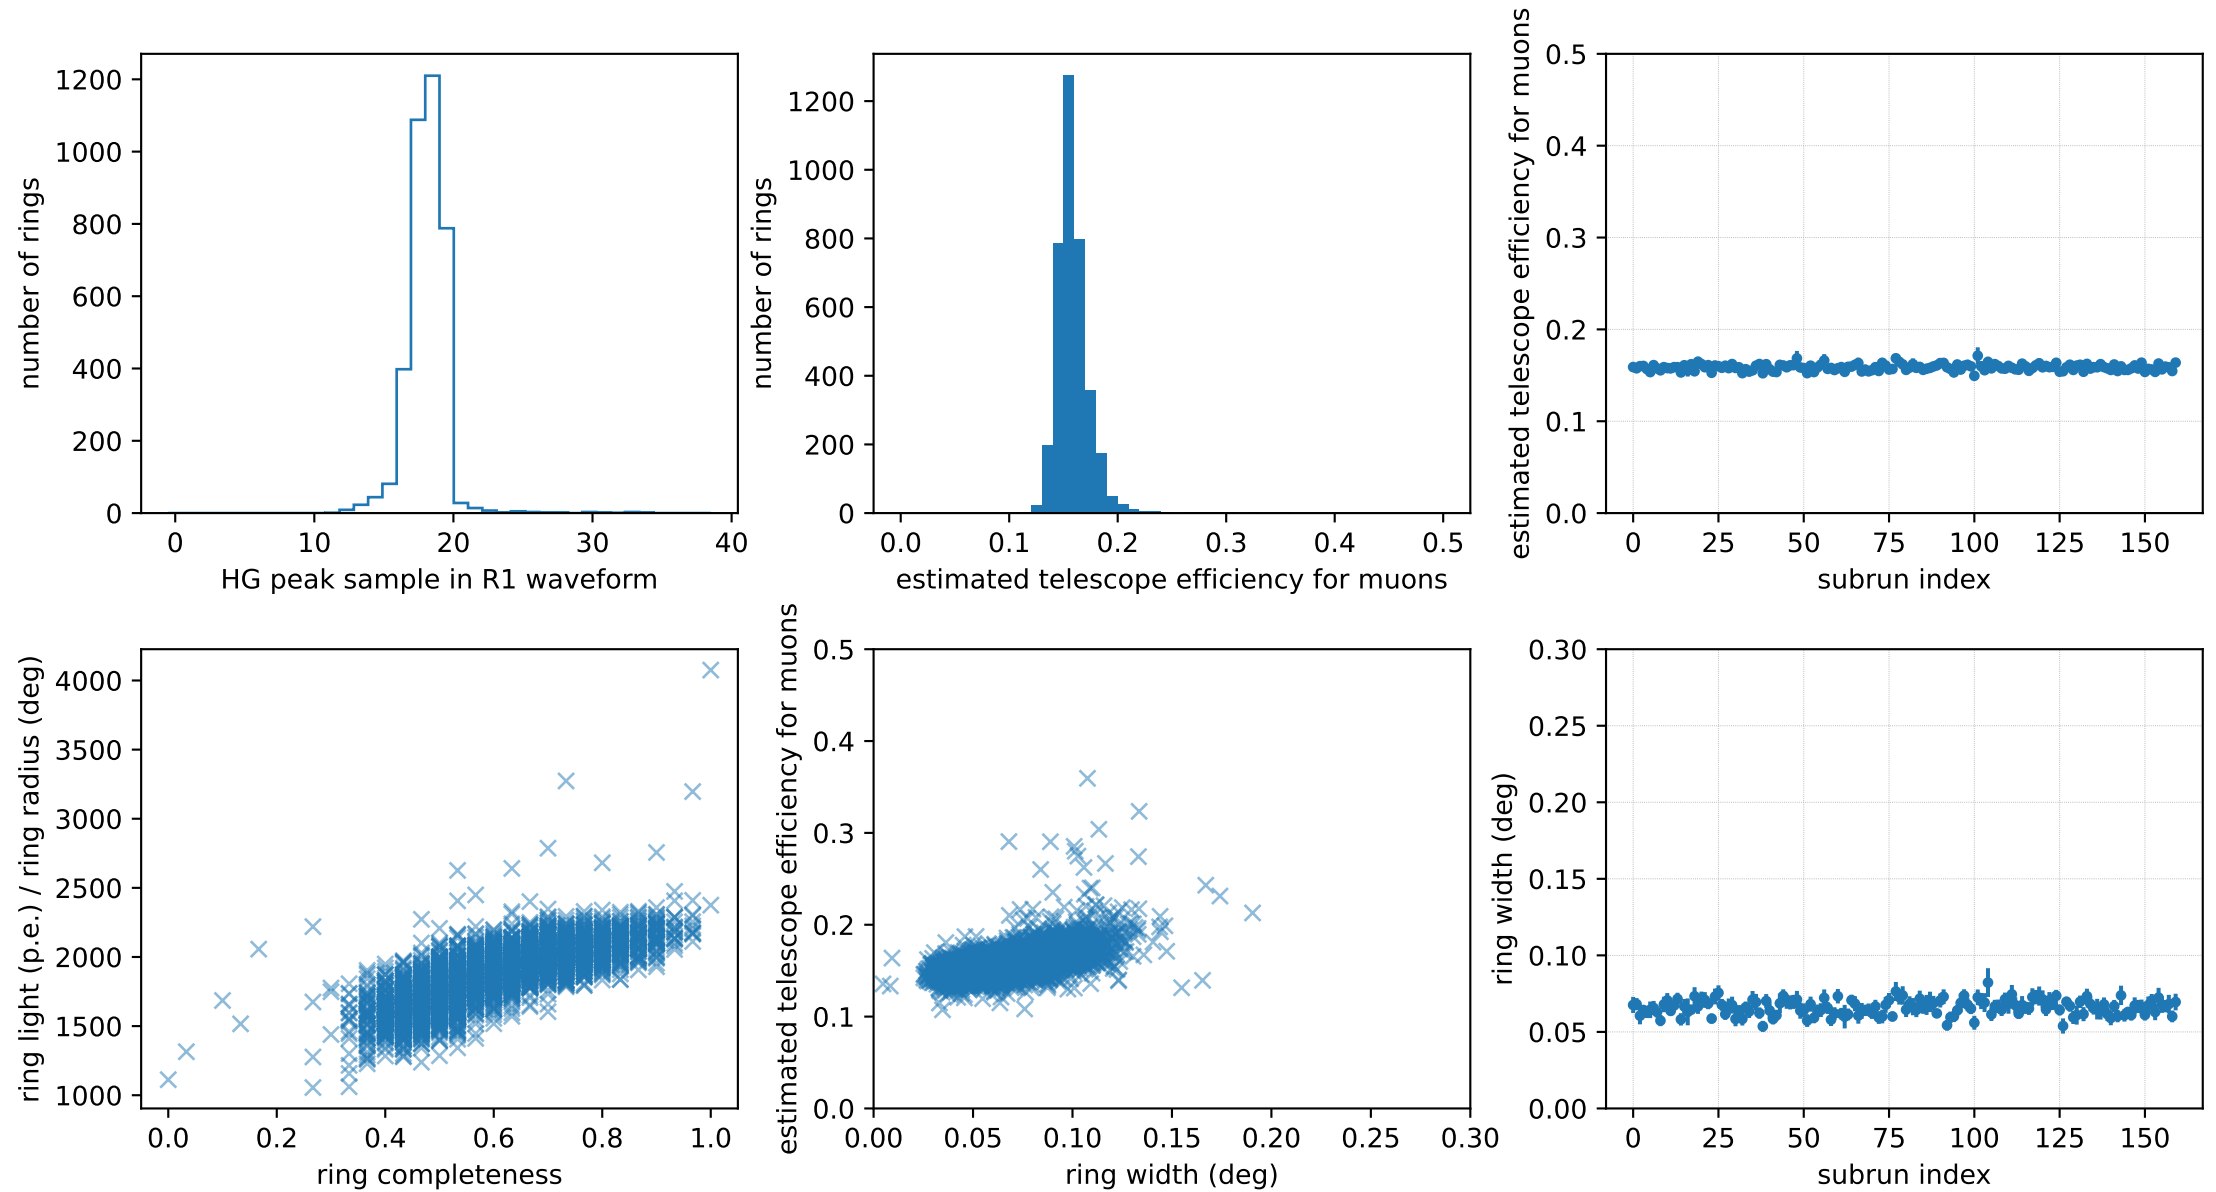 number of rings
1200
1000
800
600
400
200
0
0 10 20 30 40
HG peak sample in R1 waveform
number of rings
1200
1000
800
600
400
200
0
0.0 0.1 0.2 0.3 0.4 0.5
estimated telescope efficiency for muons
estimated telescope efficiency for muons
0.5
0.4
0.3
0.2
0.1
0.0
0 25 50 75 100 125 150
subrun index
ring light (p.e.) / ring radius (deg)
4000
3500
3000
2500
2000
1500
1000
0.0 0.2 0.4 0.6 0.8 1.0
ring completeness
estimated telescope efficiency for muons
0.5
0.4
0.3
0.2
0.1
0.0
0.00 0.05 0.10 0.15 0.20 0.25 0.30
ring width (deg)
ring width (deg)
0.30
0.25
0.20
0.15
0.10
0.05
0.00
0 25 50 75 100 125 150
subrun index